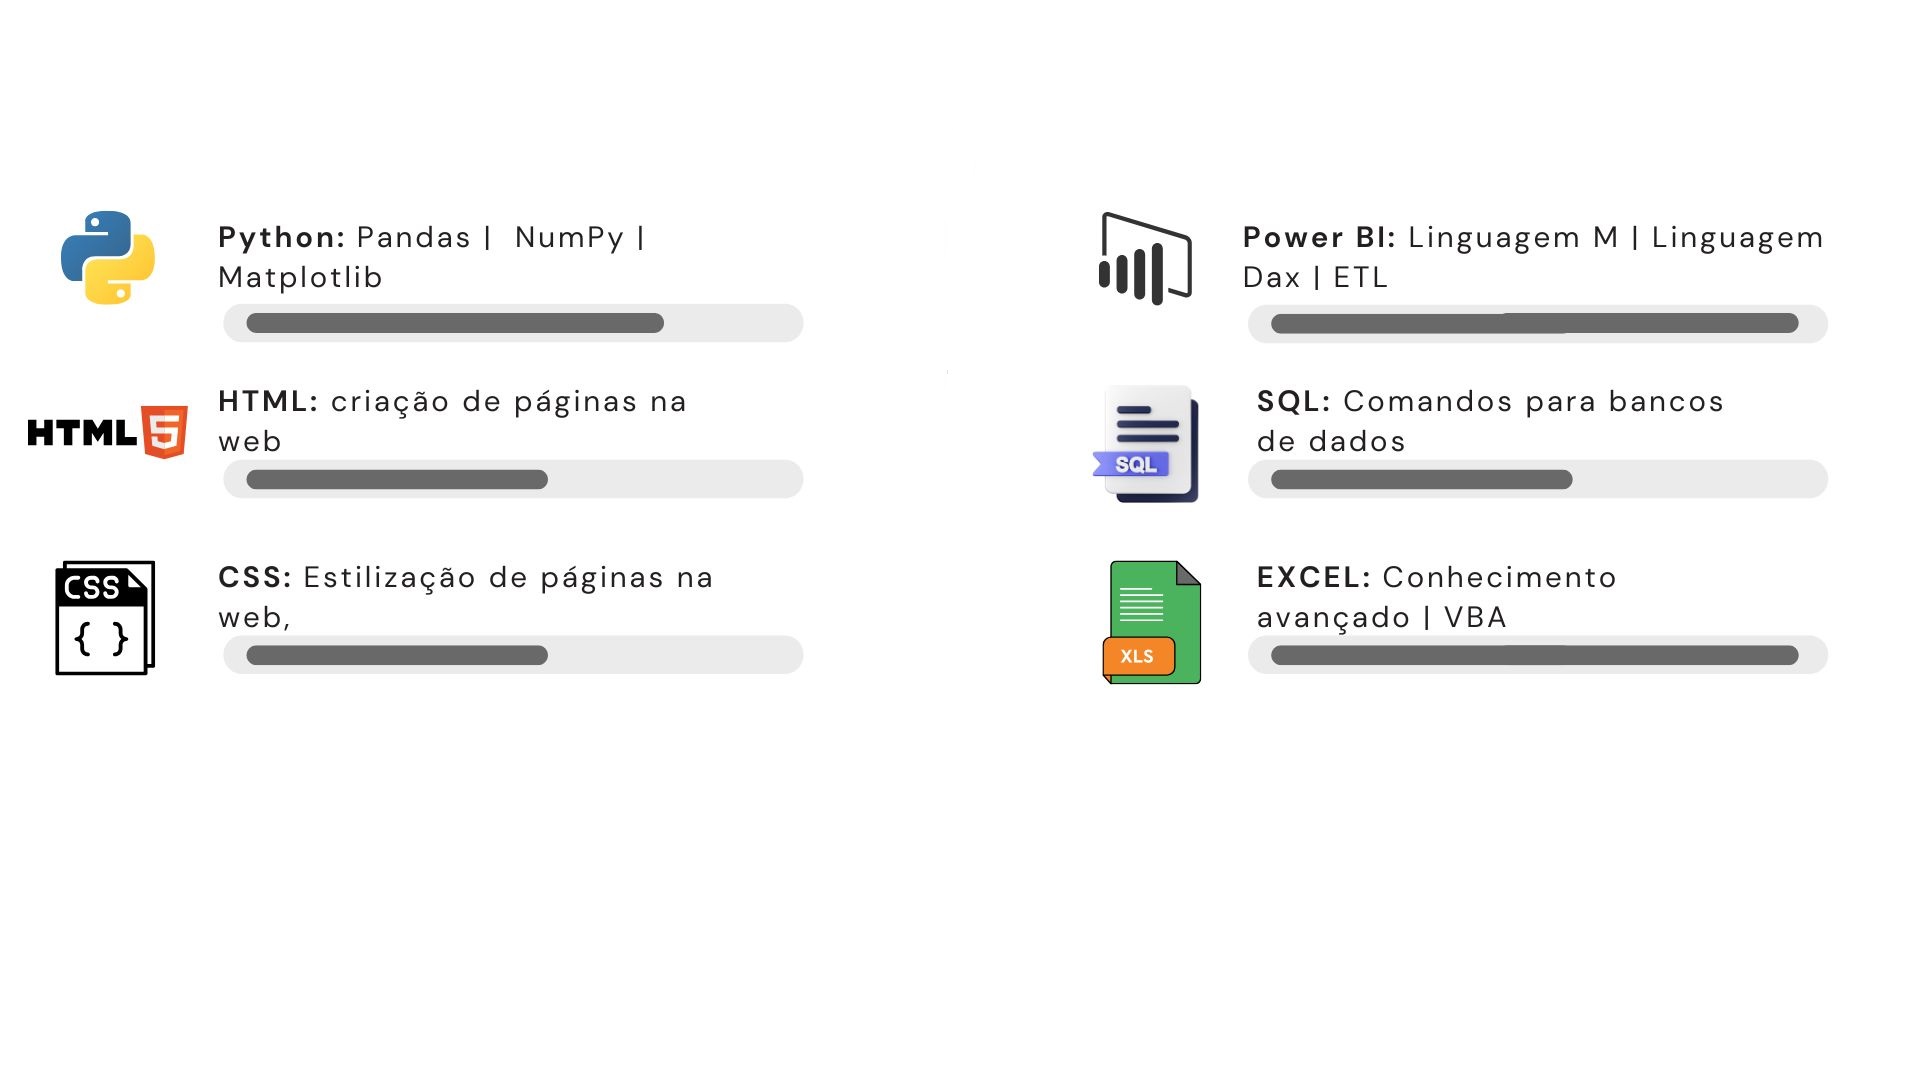 Python: Pandas | NumPy |
Matplotlib
HTML
5
HTML: criação de páginas na
web
CSS
{ }
CSS: Estilização de páginas na
web,
Power BI: Linguagem M | Linguagem
Dax | ETL
SQL
SQL: Comandos para bancos
de dados
XLS
EXCEL: Conhecimento
avançado | VBA